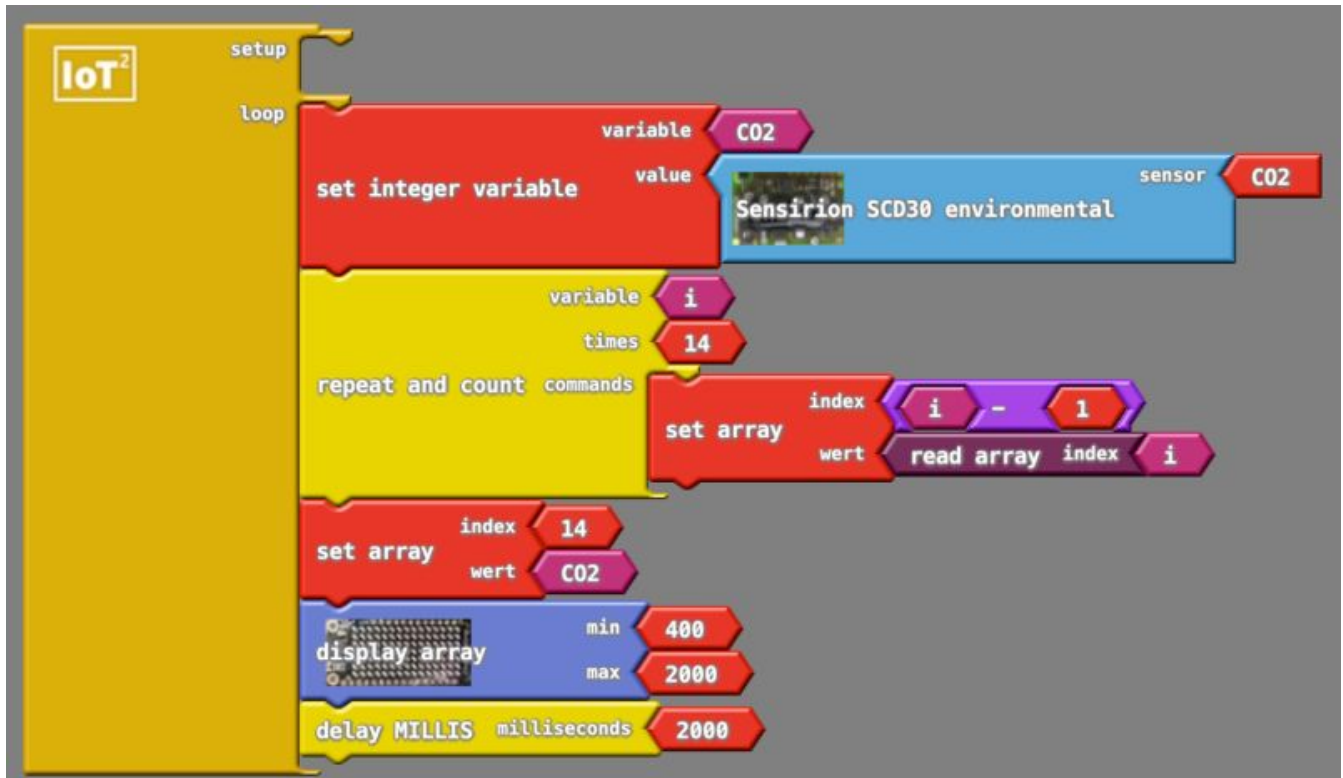 IoT²
setup
loop
set integer variable
variable CO2
value
Sensirion SCD30 environmental
sensor CO2
repeat and count
variable i
times 14
commands
set array
index i - 1
wert read array index i
set array
index 14
wert CO2
display array
min 400
max 2000
delay MILLIS milliseconds 2000